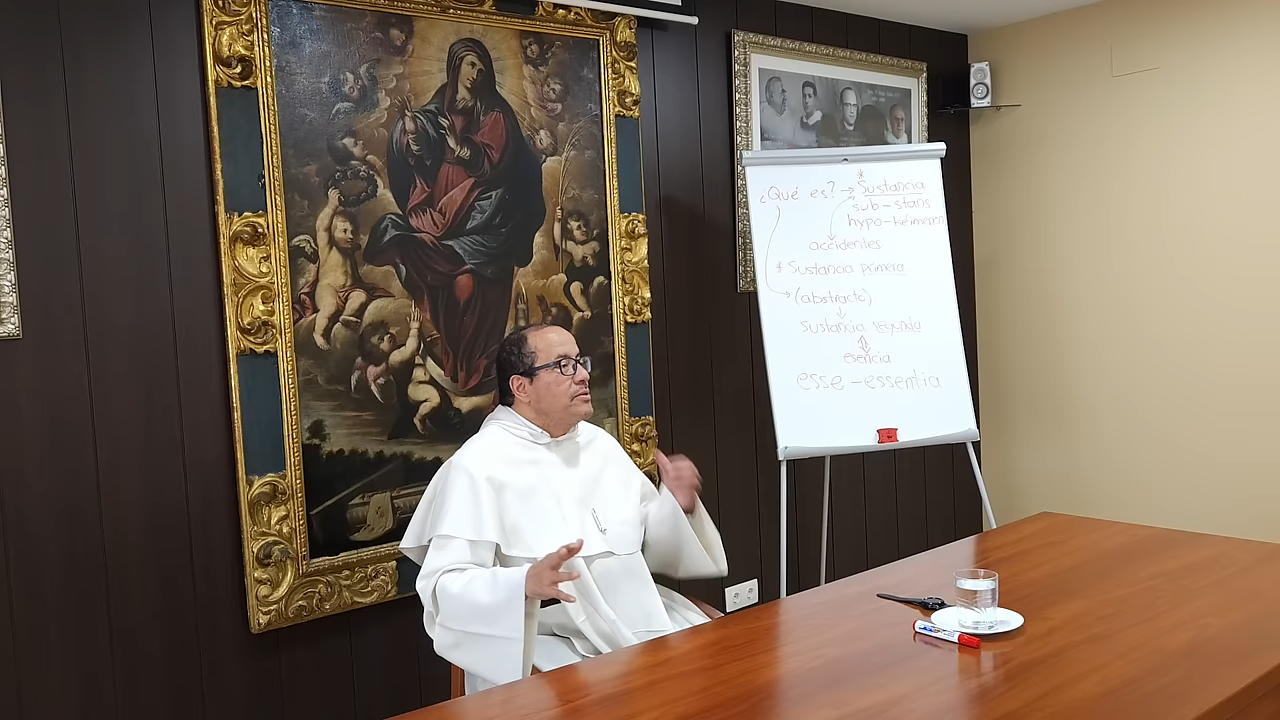 *
¿Qué es? → Sustancia
sub-stans
hypo-keimenon
accidentes
* Sustancia primera
(abstracto)
sustancia segunda
esencia
esse - essentia